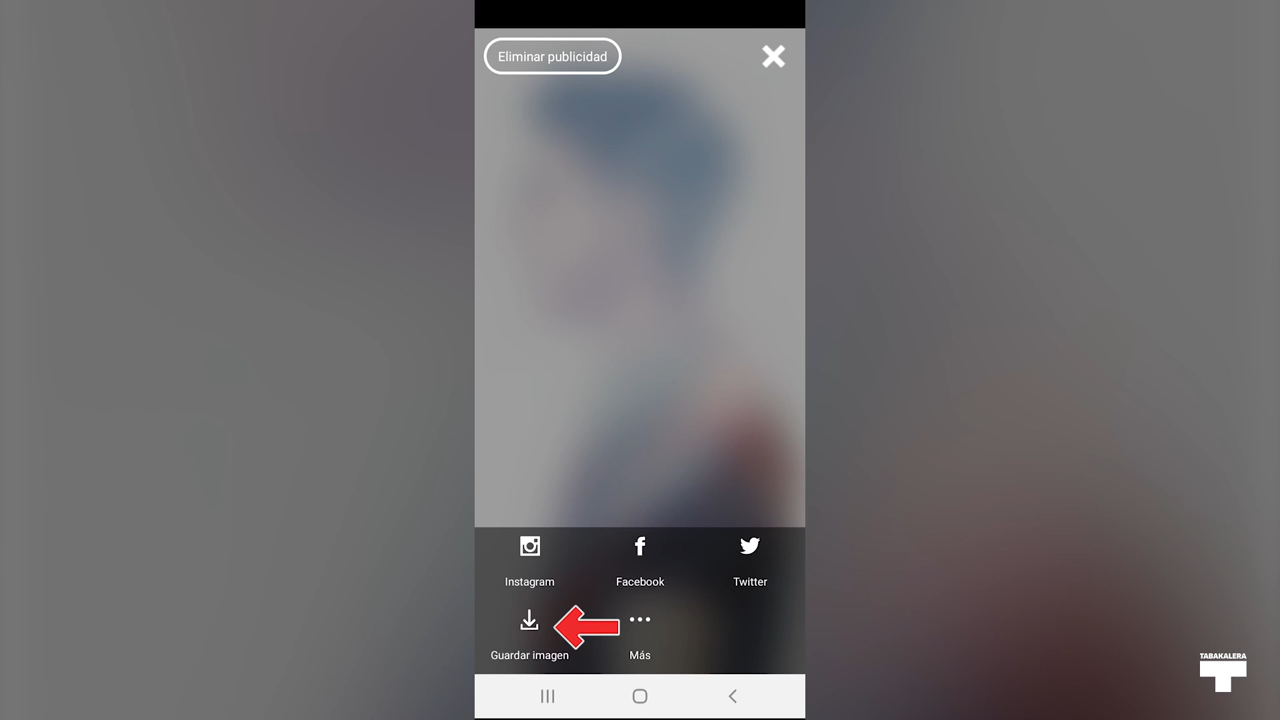 Eliminar publicidad
Instagram
Facebook
Twitter
Guardar imagen
Más
TABAKALERA